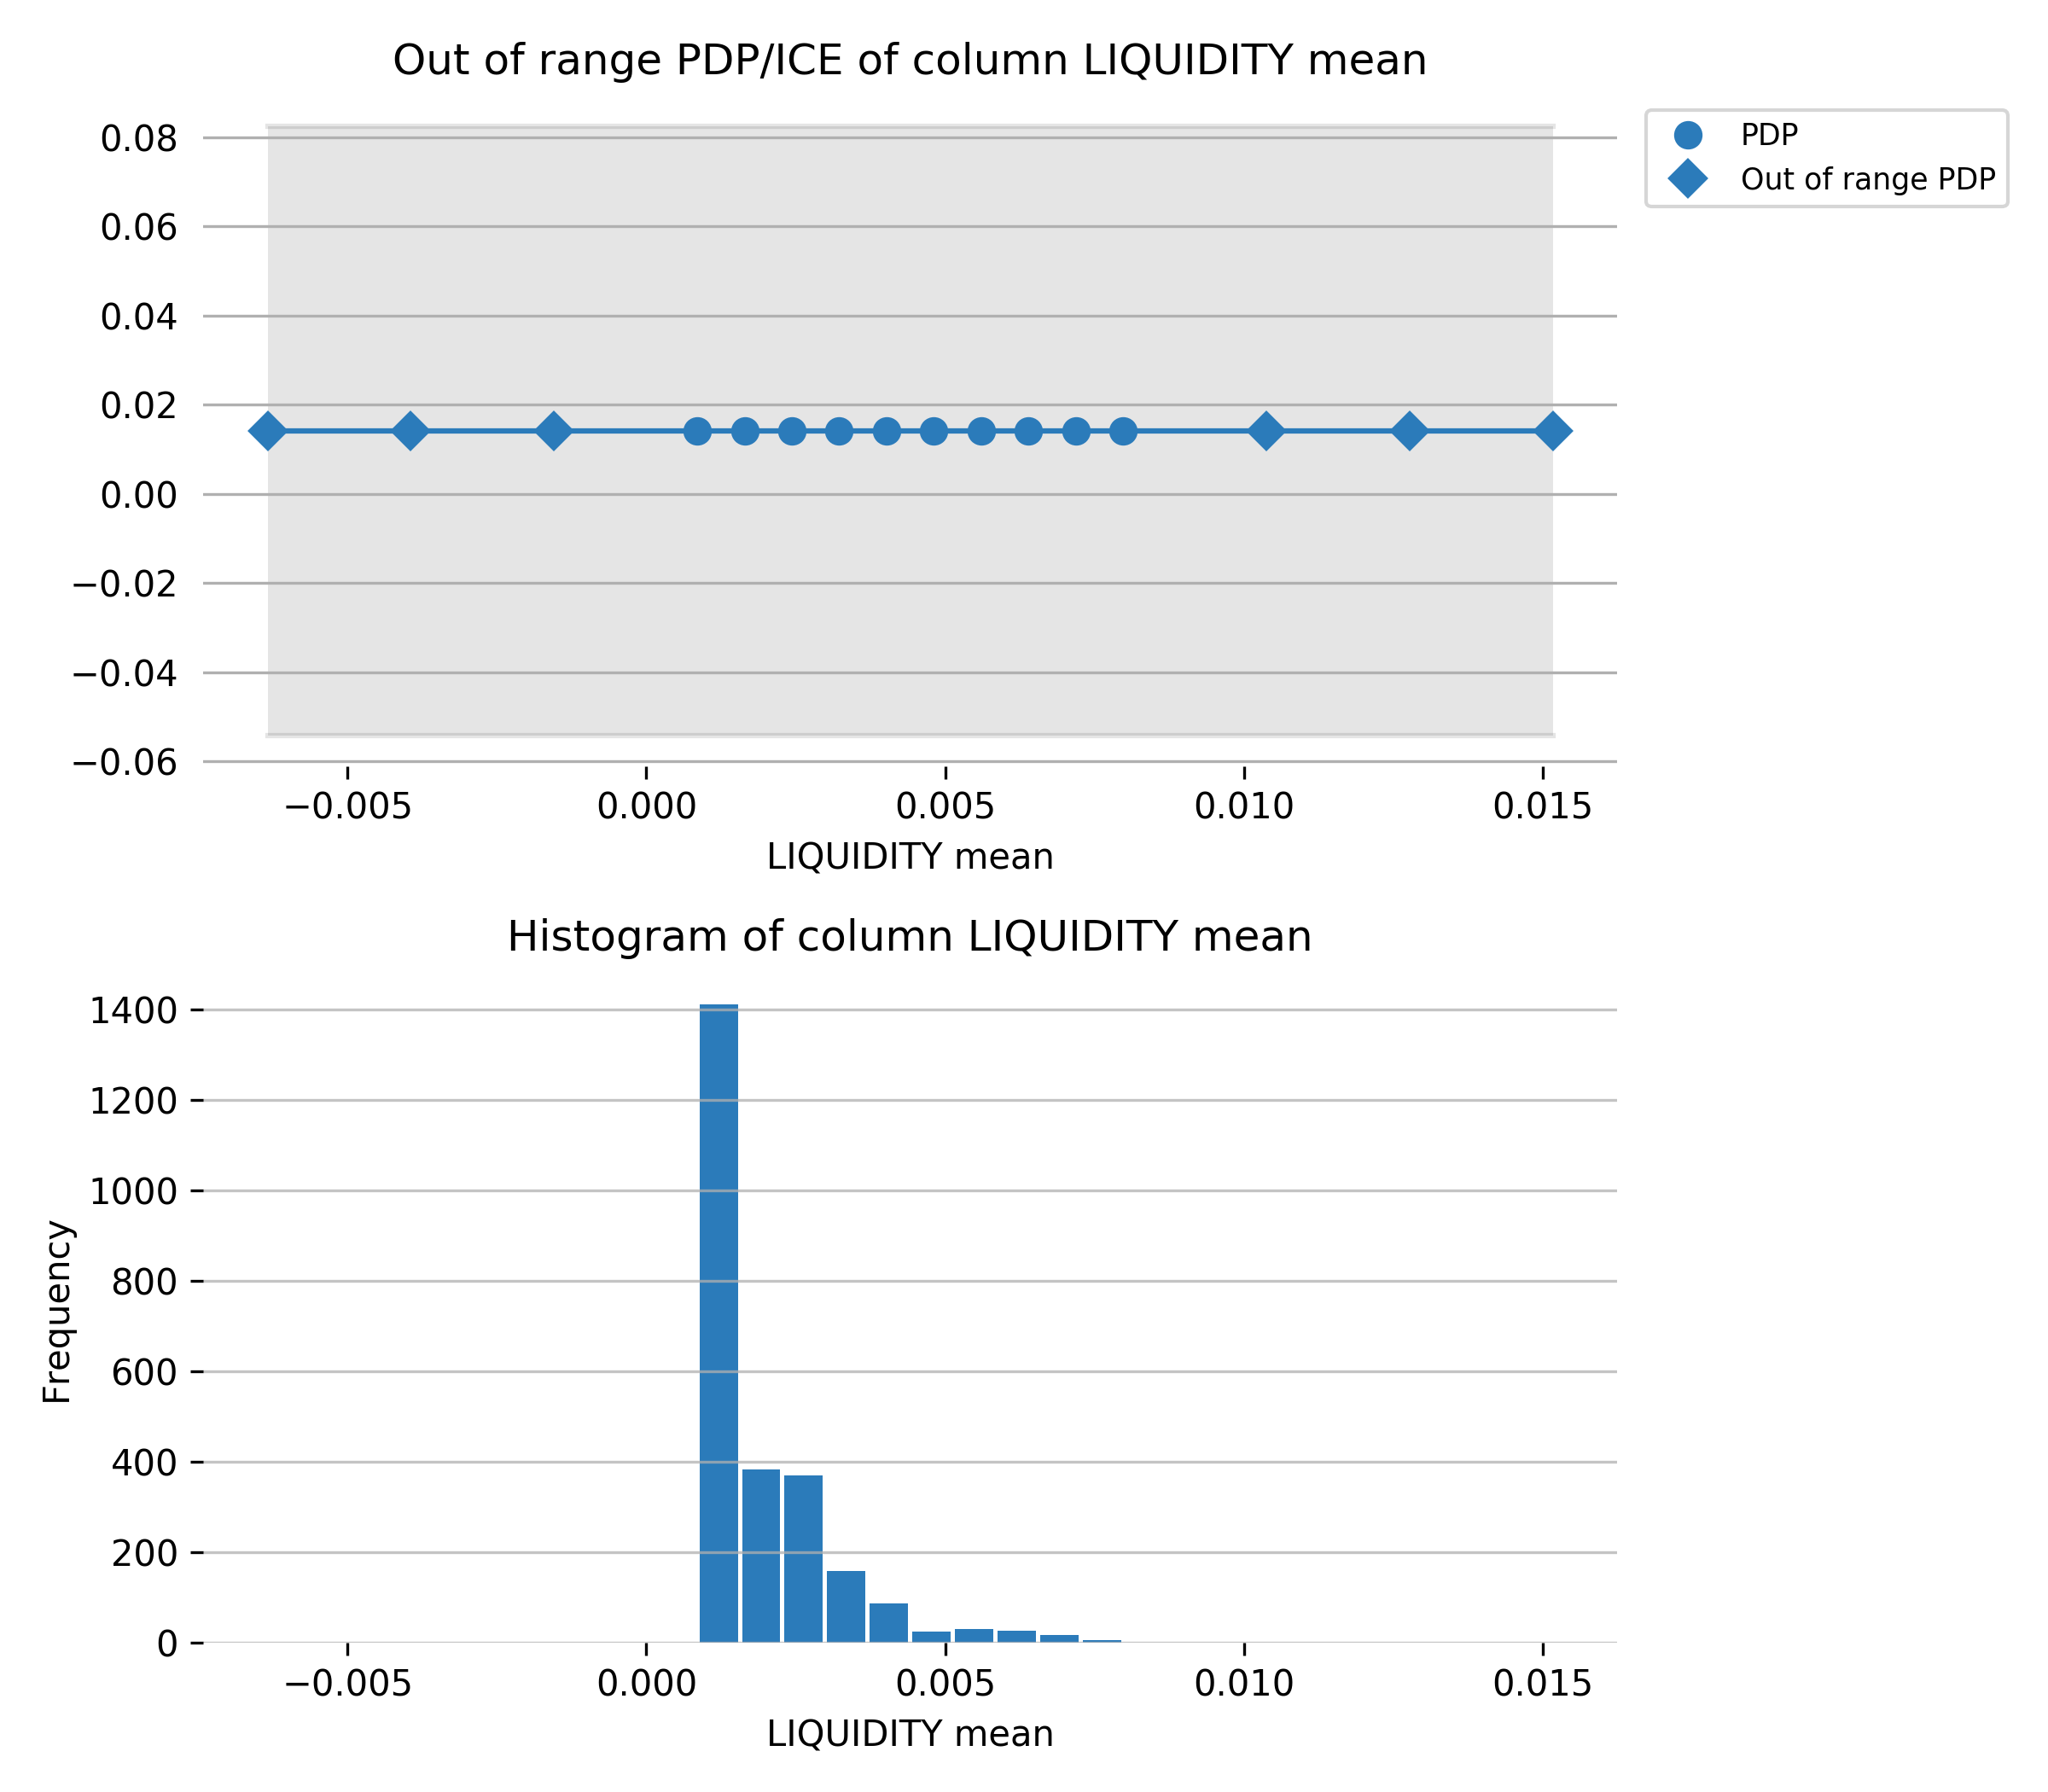 Out of range PDP/ICE of column LIQUIDITY mean
PDP
Out of range PDP
0.08
0.06
0.04
0.02
0.00
−0.02
−0.04
−0.06
−0.005 0.000 0.005 0.010 0.015
LIQUIDITY mean
Histogram of column LIQUIDITY mean
1400
1200
1000
800
600
400
200
0
Frequency
−0.005 0.000 0.005 0.010 0.015
LIQUIDITY mean